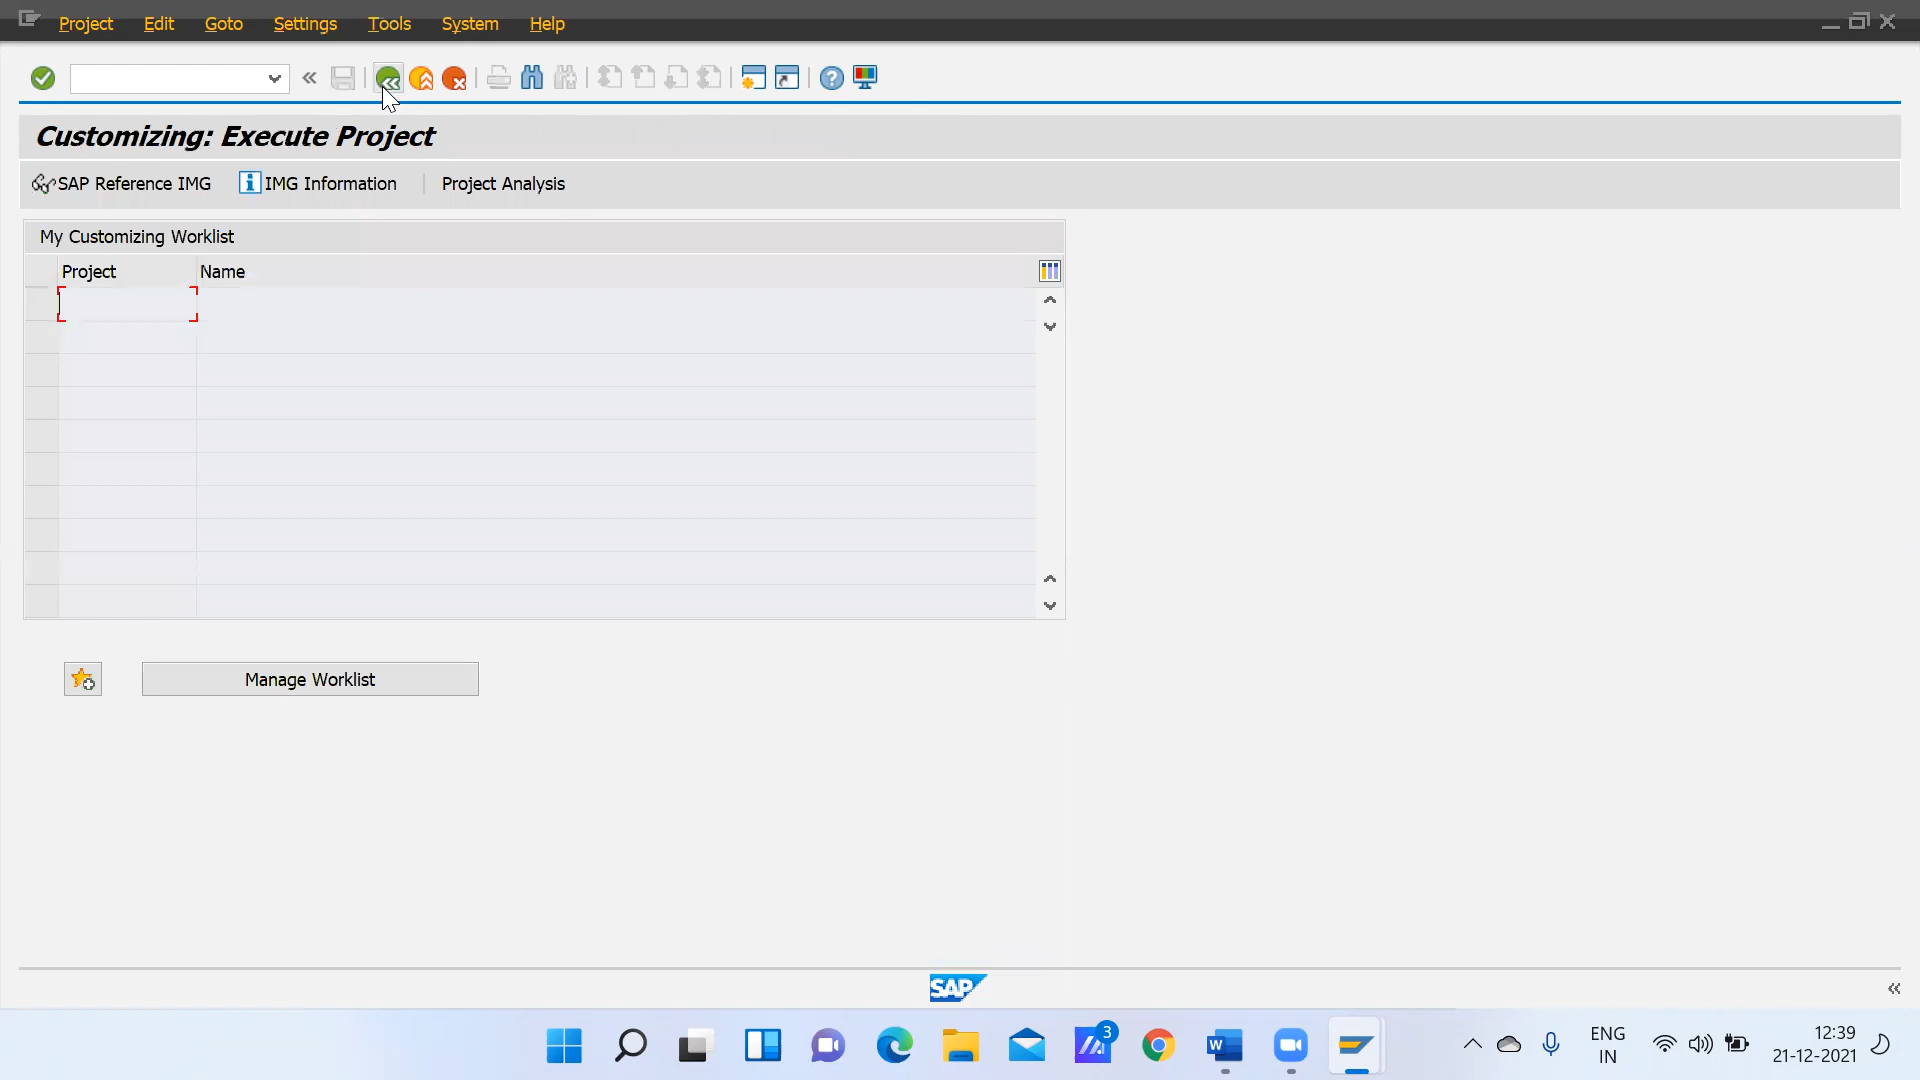 Project Edit Goto Settings Tools System Help
Customizing: Execute Project
SAP Reference IMG IMG Information Project Analysis
My Customizing Worklist
Project Name
Manage Worklist
SAP
3
ENG
IN
12:39
21-12-2021